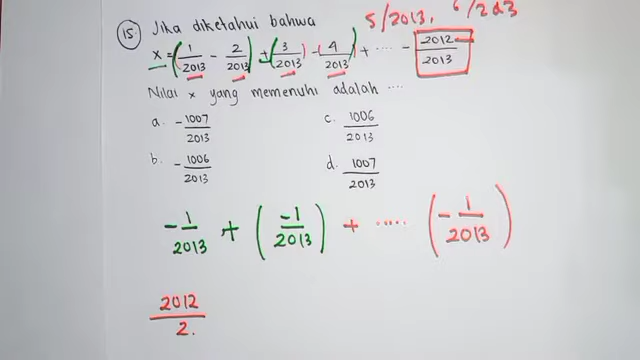 15. Jika diketahui bahwa 5/2013, 6/2013
x = (1/2013 - 2/2013) + (3/2013 - 4/2013) + ···· - 2012/2013
Nilai x yang memenuhi adalah ....
a. -1007/2013 c. 1006/2013
b. -1006/2013 d. 1007/2013
-1/2013 + (-1/2013) + ····· (-1/2013)
2012/2.